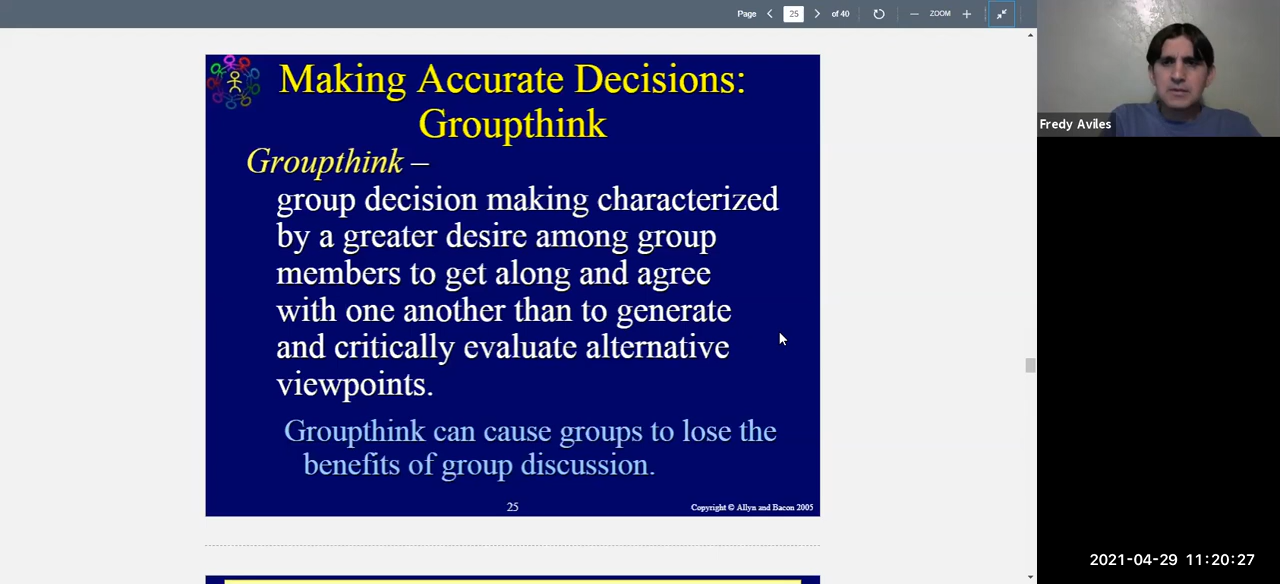 Page 25 of 40 ZOOM
Making Accurate Decisions:
Groupthink
Groupthink –
group decision making characterized
by a greater desire among group
members to get along and agree
with one another than to generate
and critically evaluate alternative
viewpoints.
Groupthink can cause groups to lose the
benefits of group discussion.
25
Copyright © Allyn and Bacon 2005
Fredy Aviles
2021-04-29 11:20:27